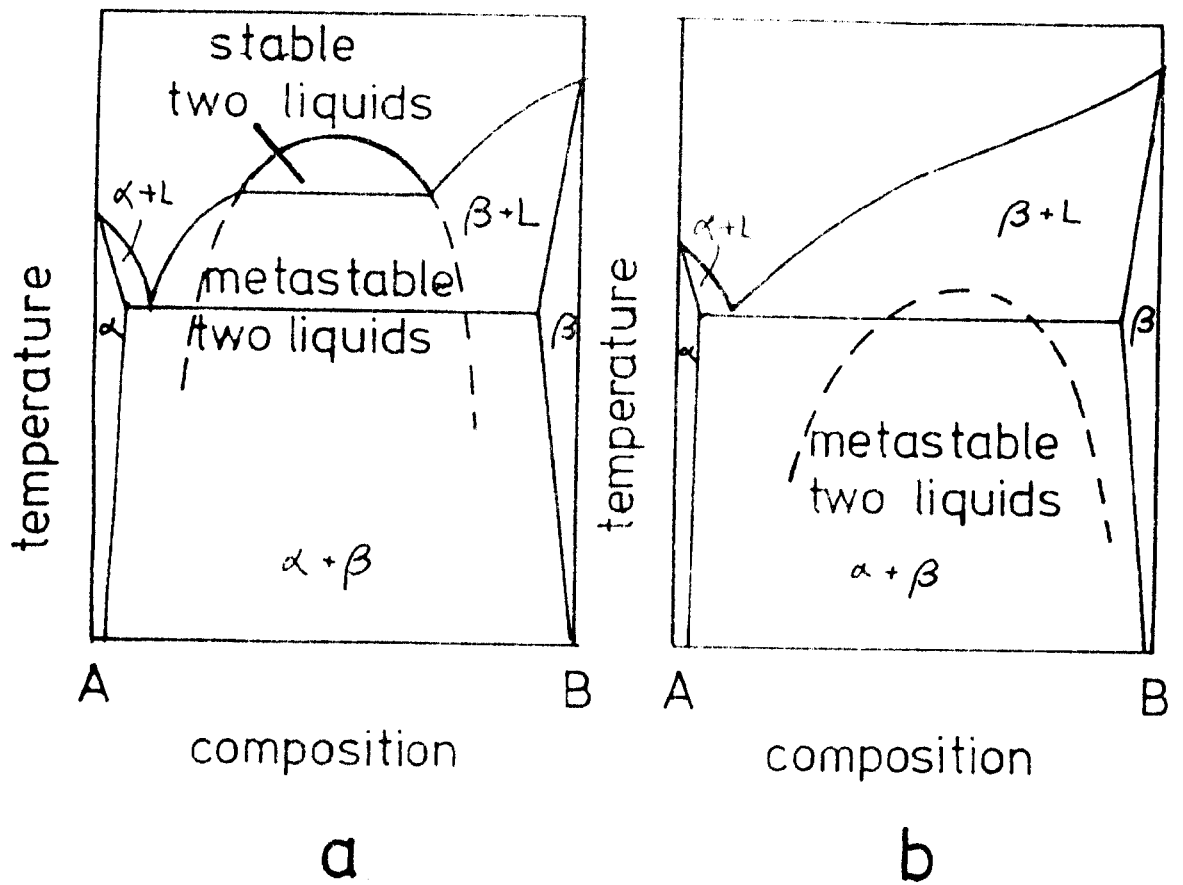 stable
two liquids
α+L
β+L
metastable
two liquids
α
β
α + β
temperature
A
B
composition
a
α+L
β+L
α
β
metastable
two liquids
α + β
temperature
A
B
composition
b